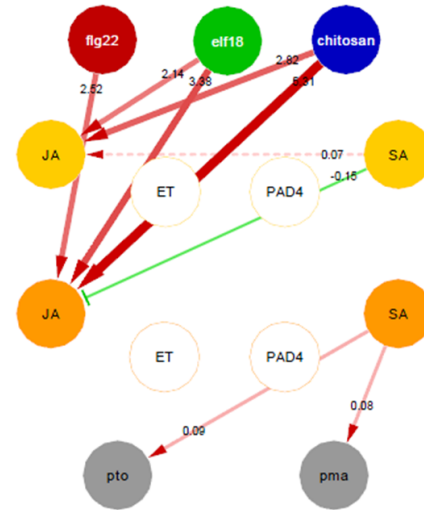 flg22 elf18 chitosan
2.82
2.14
3.38 5.31
2.52
JA 0.07 SA
-0.15
ET PAD4
JA SA
ET PAD4
0.08
0.09
pto pma